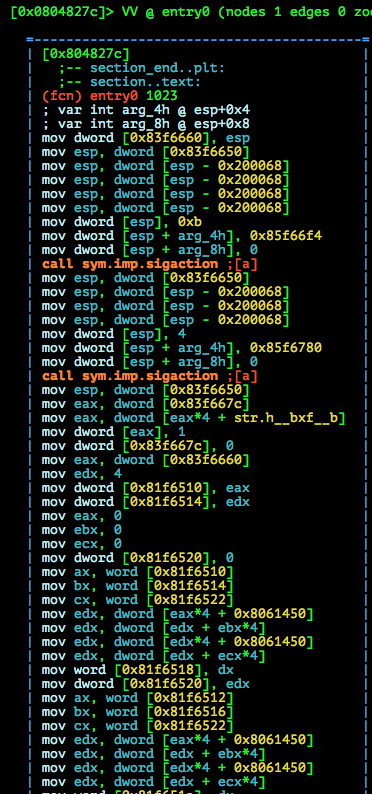 [0x0804827c]> VV @ entry0 (nodes 1 edges 0 zoo
=----------------------------------------=
| [0x804827c] |
| ;-- section_end..plt: |
| ;-- section..text: |
| (fcn) entry0 1023 |
| ; var int arg_4h @ esp+0x4 |
| ; var int arg_8h @ esp+0x8 |
| mov dword [0x83f6660], esp |
| mov esp, dword [0x83f6650] |
| mov esp, dword [esp - 0x200068] |
| mov esp, dword [esp - 0x200068] |
| mov esp, dword [esp - 0x200068] |
| mov esp, dword [esp - 0x200068] |
| mov dword [esp], 0xb |
| mov dword [esp + arg_4h], 0x85f66f4 |
| mov dword [esp + arg_8h], 0 |
| call sym.imp.sigaction ;[a] |
| mov esp, dword [0x83f6650] |
| mov esp, dword [esp - 0x200068] |
| mov esp, dword [esp - 0x200068] |
| mov esp, dword [esp - 0x200068] |
| mov dword [esp], 4 |
| mov dword [esp + arg_4h], 0x85f6780 |
| mov dword [esp + arg_8h], 0 |
| call sym.imp.sigaction ;[a] |
| mov esp, dword [0x83f6650] |
| mov eax, dword [0x83f667c] |
| mov eax, dword [eax*4 + str.h__bxf__b] |
| mov dword [eax], 1 |
| mov dword [0x83f667c], 0 |
| mov eax, dword [0x83f6660] |
| mov edx, 4 |
| mov dword [0x81f6510], eax |
| mov dword [0x81f6514], edx |
| mov eax, 0 |
| mov ebx, 0 |
| mov ecx, 0 |
| mov dword [0x81f6520], 0 |
| mov ax, word [0x81f6510] |
| mov bx, word [0x81f6514] |
| mov cx, word [0x81f6522] |
| mov edx, dword [eax*4 + 0x8061450] |
| mov edx, dword [edx + ebx*4] |
| mov edx, dword [edx*4 + 0x8061450] |
| mov edx, dword [edx + ecx*4] |
| mov word [0x81f6518], dx |
| mov dword [0x81f6520], edx |
| mov ax, word [0x81f6512] |
| mov bx, word [0x81f6516] |
| mov cx, word [0x81f6522] |
| mov edx, dword [eax*4 + 0x8061450] |
| mov edx, dword [edx + ebx*4] |
| mov edx, dword [edx*4 + 0x8061450] |
| mov edx, dword [edx + ecx*4] |